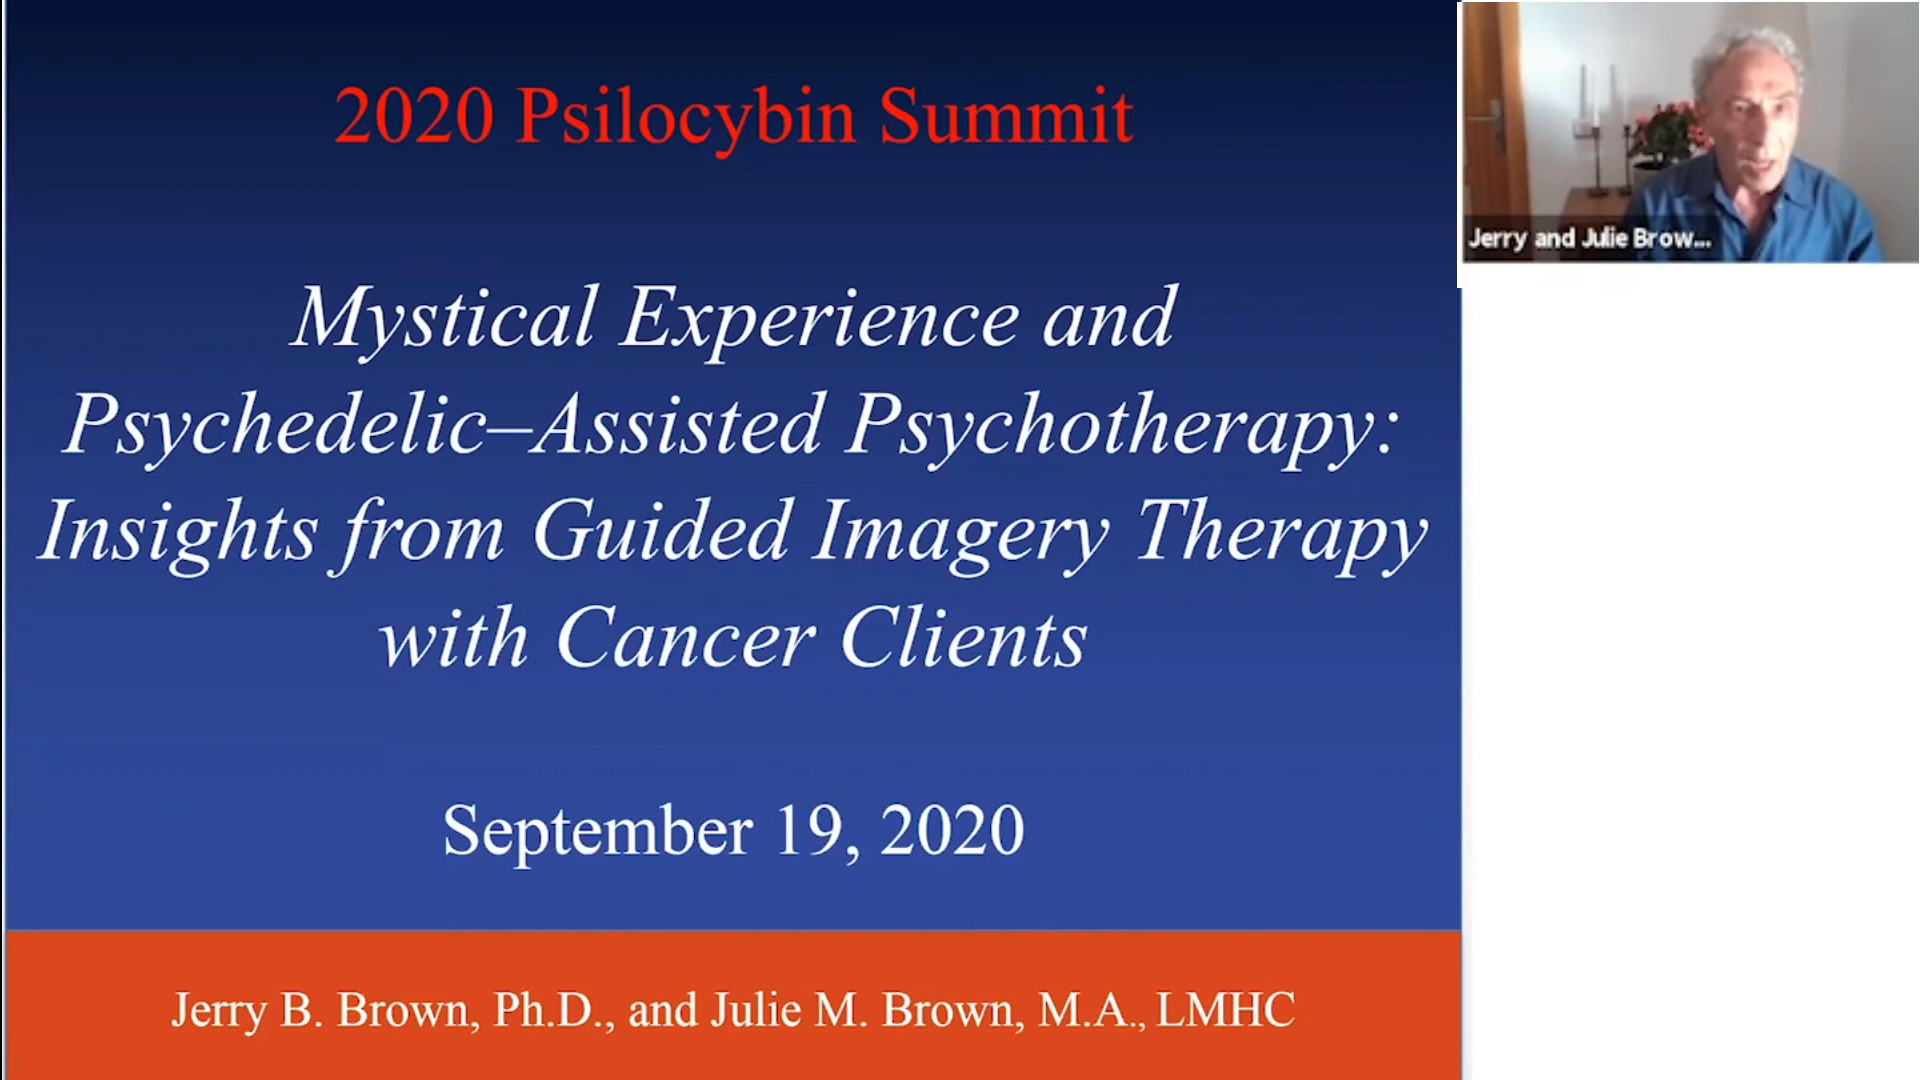 2020 Psilocybin Summit
Mystical Experience and
Psychedelic–Assisted Psychotherapy:
Insights from Guided Imagery Therapy
with Cancer Clients
September 19, 2020
Jerry B. Brown, Ph.D., and Julie M. Brown, M.A., LMHC
Jerry and Julie Brow...